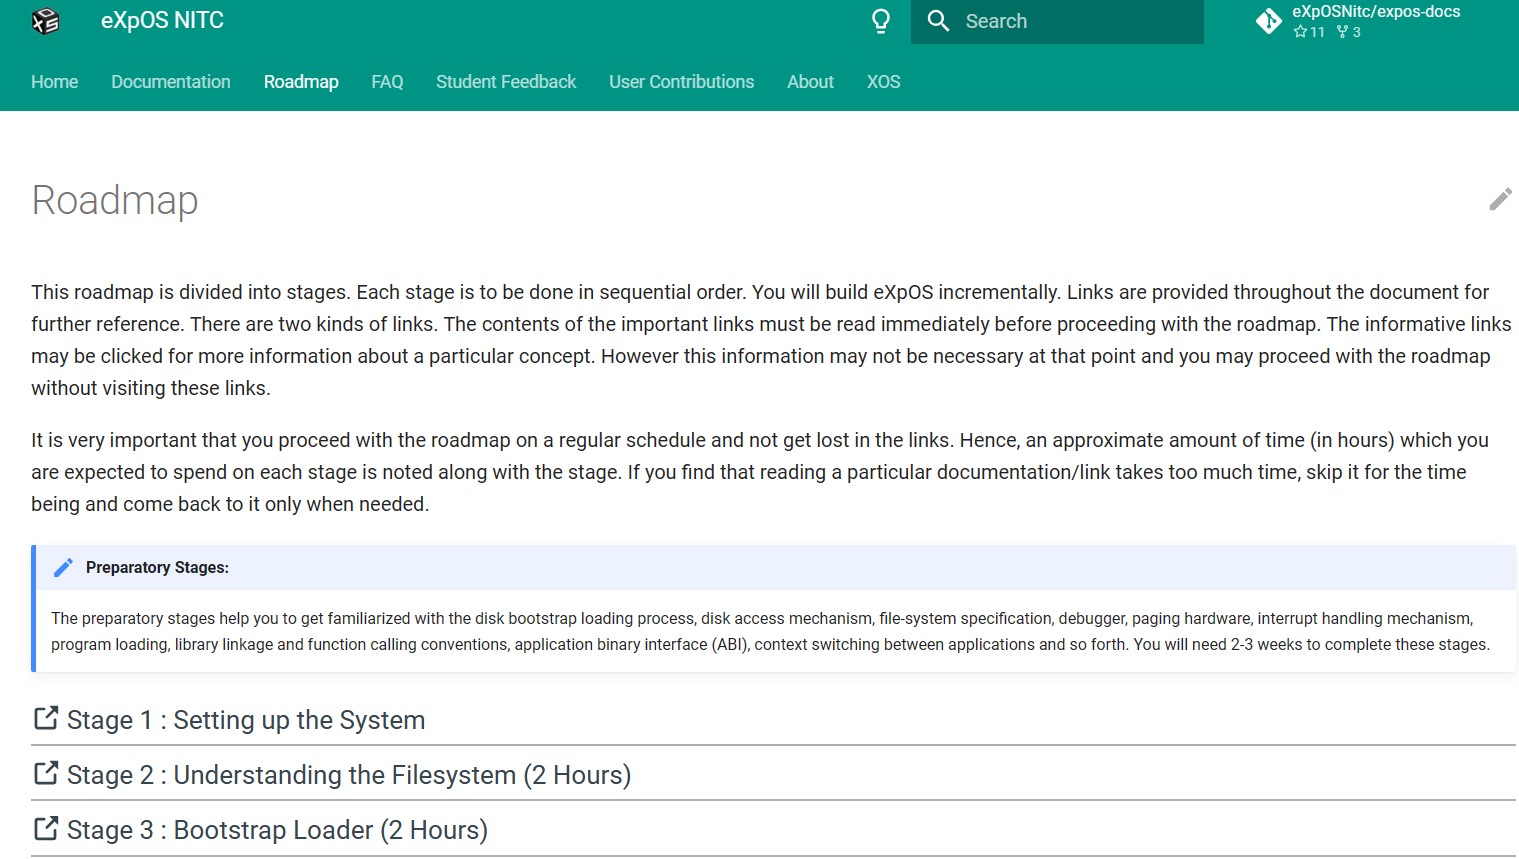 eXpOS NITC
Search
eXpOSNitc/expos-docs
11 3
Home Documentation Roadmap FAQ Student Feedback User Contributions About XOS
Roadmap
This roadmap is divided into stages. Each stage is to be done in sequential order. You will build eXpOS incrementally. Links are provided throughout the document for
further reference. There are two kinds of links. The contents of the important links must be read immediately before proceeding with the roadmap. The informative links
may be clicked for more information about a particular concept. However this information may not be necessary at that point and you may proceed with the roadmap
without visiting these links.
It is very important that you proceed with the roadmap on a regular schedule and not get lost in the links. Hence, an approximate amount of time (in hours) which you
are expected to spend on each stage is noted along with the stage. If you find that reading a particular documentation/link takes too much time, skip it for the time
being and come back to it only when needed.
Preparatory Stages:
The preparatory stages help you to get familiarized with the disk bootstrap loading process, disk access mechanism, file-system specification, debugger, paging hardware, interrupt handling mechanism,
program loading, library linkage and function calling conventions, application binary interface (ABI), context switching between applications and so forth. You will need 2-3 weeks to complete these stages.
Stage 1 : Setting up the System
Stage 2 : Understanding the Filesystem (2 Hours)
Stage 3 : Bootstrap Loader (2 Hours)